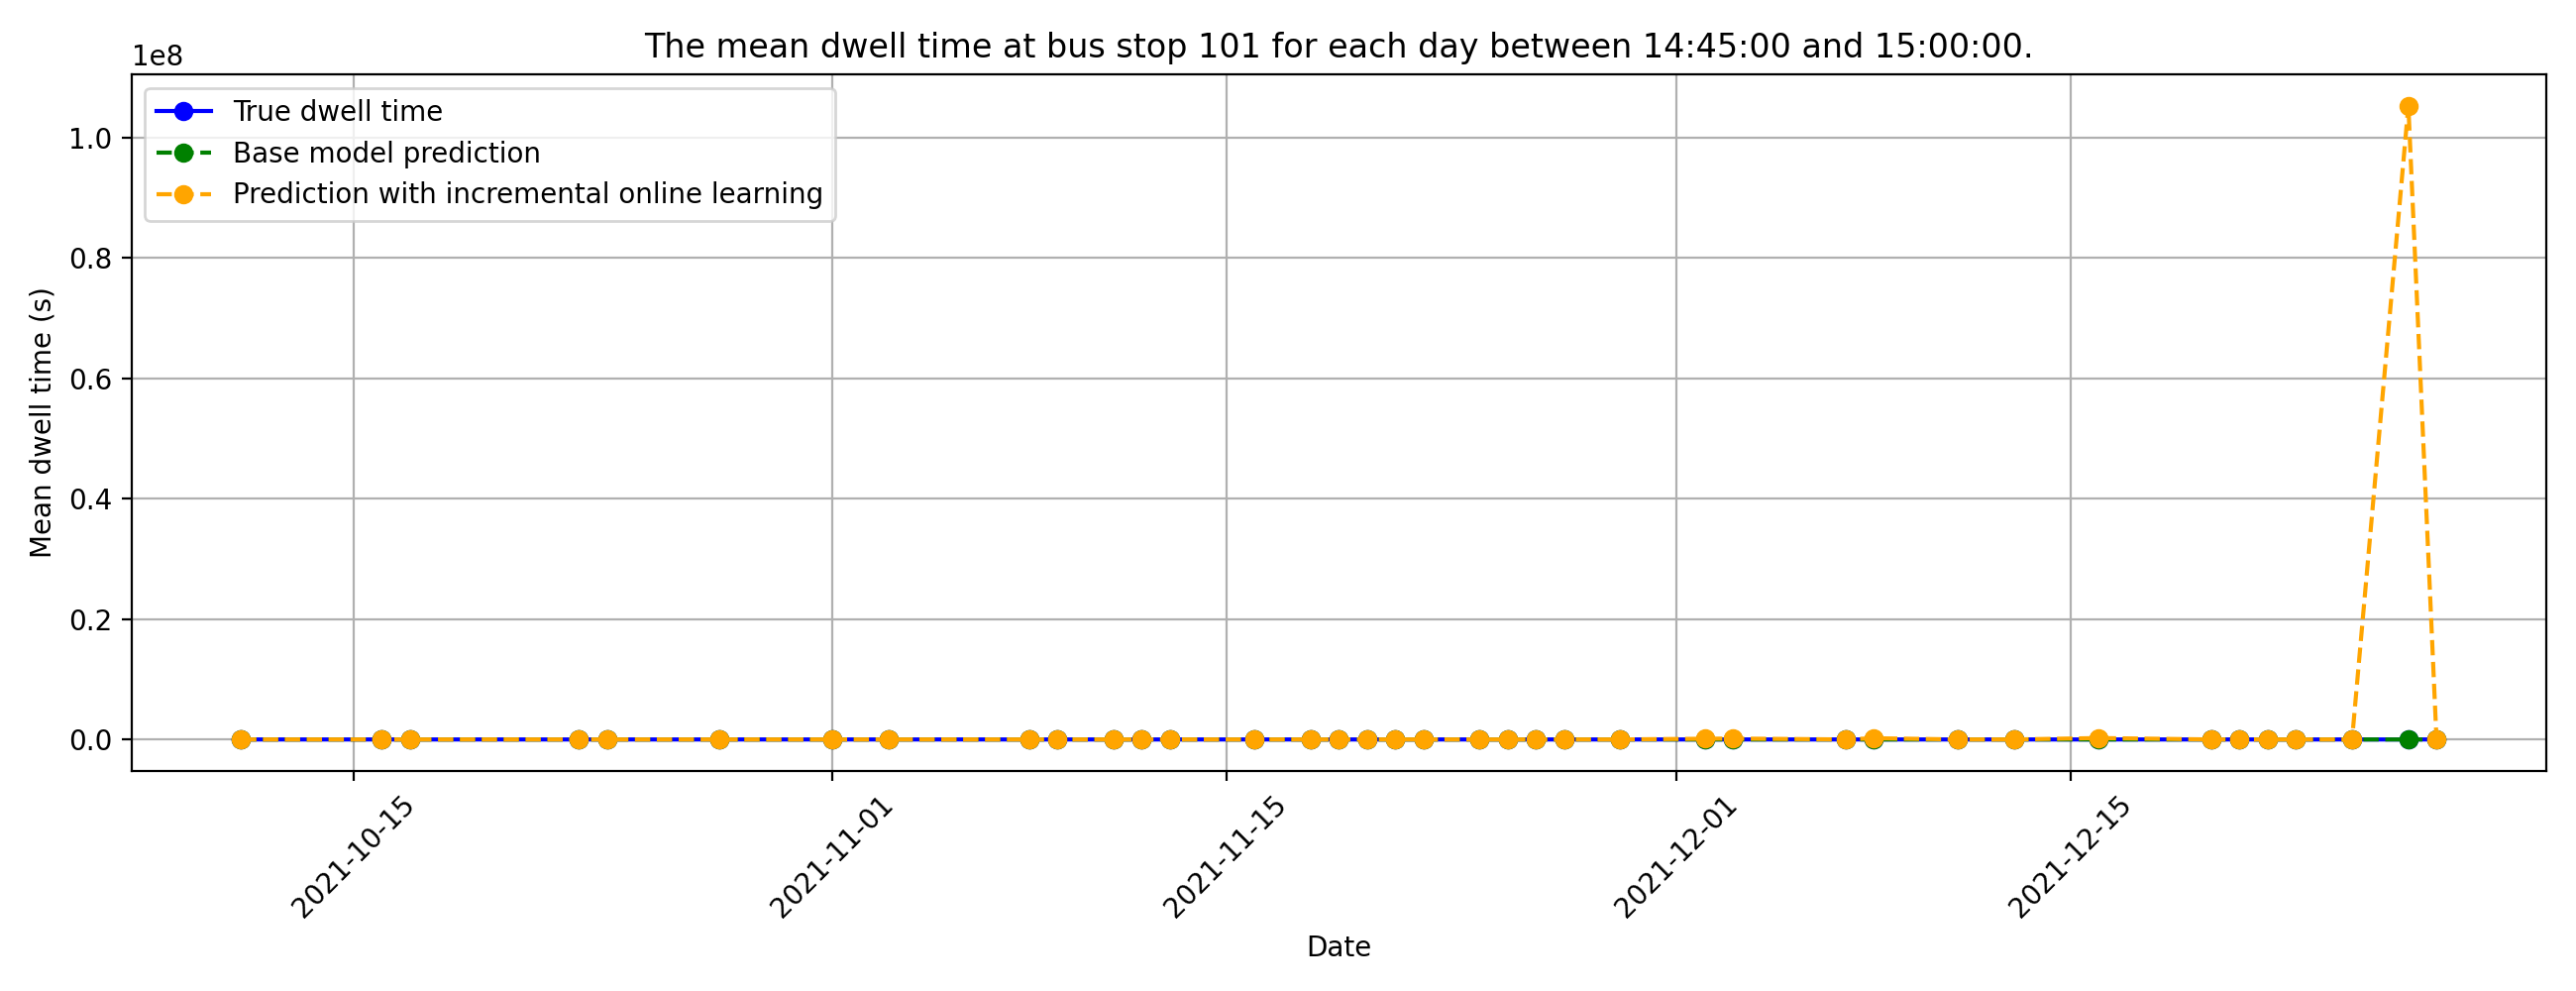 The mean dwell time at bus stop 101 for each day between 14:45:00 and 15:00:00.
1e8
True dwell time
Base model prediction
Prediction with incremental online learning
1.0
0.8
0.6
0.4
0.2
0.0
Mean dwell time (s)
2021-10-15
2021-11-01
2021-11-15
2021-12-01
2021-12-15
Date